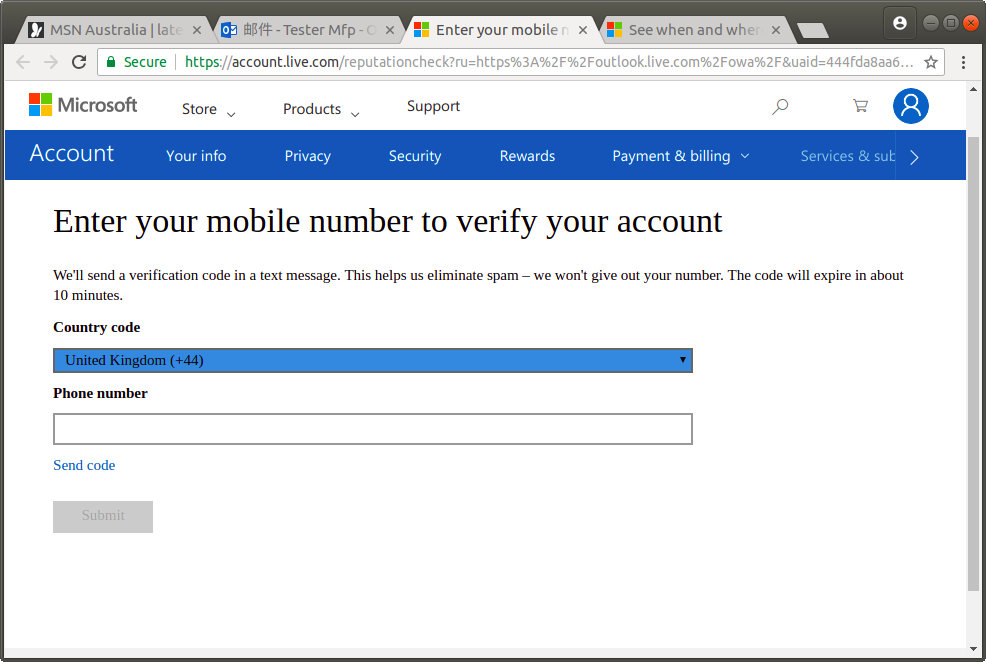 MSN Australia | late
邮件 - Tester Mfp - O
Enter your mobile n
See when and wher
Secure
https://account.live.com/reputationcheck?ru=https%3A%2F%2Foutlook.live.com%2Fowa%2F&uaid=444fda8aa6...
Microsoft
Store
Products
Support
Account
Your info
Privacy
Security
Rewards
Payment & billing
Services & sub
Enter your mobile number to verify your account
We'll send a verification code in a text message. This helps us eliminate spam – we won't give out your number. The code will expire in about
10 minutes.
Country code
United Kingdom (+44)
Phone number
Send code
Submit